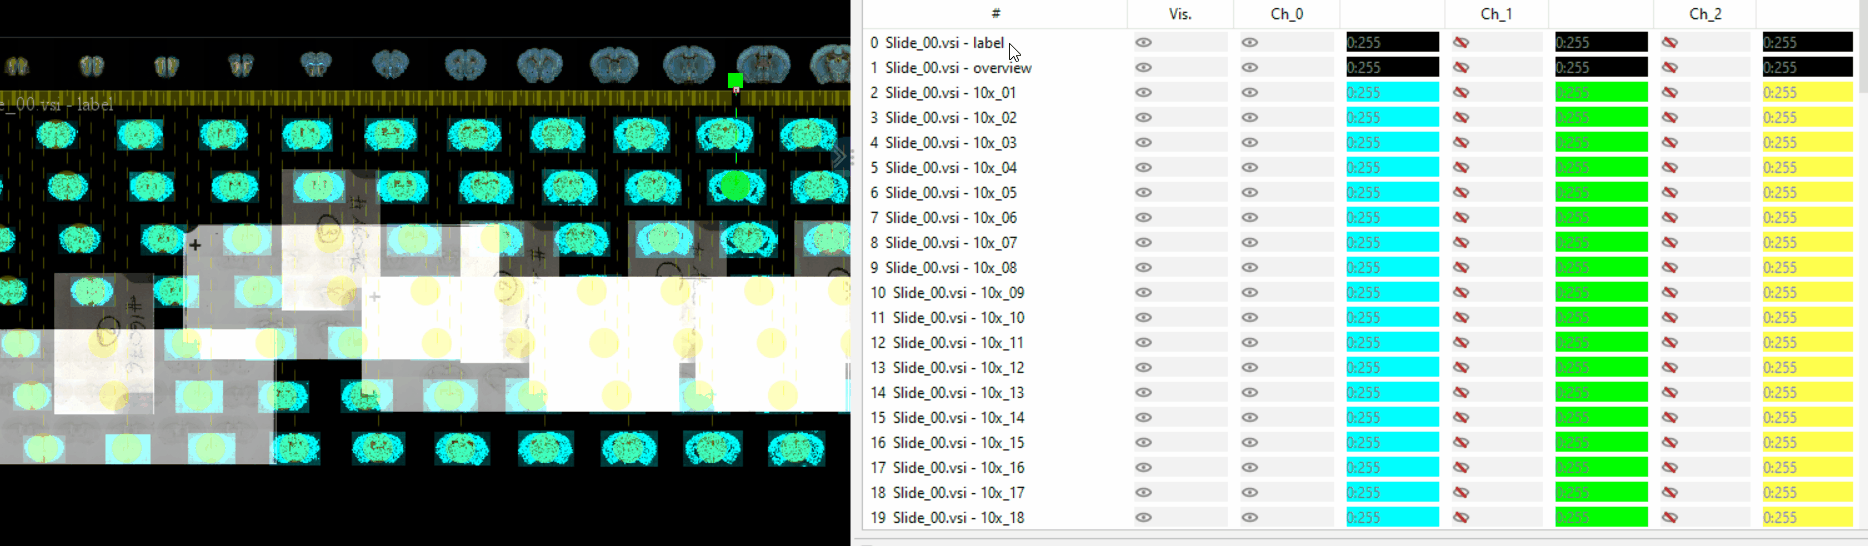 # Vis. Ch_0 Ch_1 Ch_2
0 Slide_00.vsi - label 0:255 0:255 0:255
1 Slide_00.vsi - overview 0:255 0:255 0:255
2 Slide_00.vsi - 10x_01 0:255 0:255 0:255
3 Slide_00.vsi - 10x_02 0:255 0:255 0:255
4 Slide_00.vsi - 10x_03 0:255 0:255 0:255
5 Slide_00.vsi - 10x_04 0:255 0:255 0:255
6 Slide_00.vsi - 10x_05 0:255 0:255 0:255
7 Slide_00.vsi - 10x_06 0:255 0:255 0:255
8 Slide_00.vsi - 10x_07 0:255 0:255 0:255
9 Slide_00.vsi - 10x_08 0:255 0:255 0:255
10 Slide_00.vsi - 10x_09 0:255 0:255 0:255
11 Slide_00.vsi - 10x_10 0:255 0:255 0:255
12 Slide_00.vsi - 10x_11 0:255 0:255 0:255
13 Slide_00.vsi - 10x_12 0:255 0:255 0:255
14 Slide_00.vsi - 10x_13 0:255 0:255 0:255
15 Slide_00.vsi - 10x_14 0:255 0:255 0:255
16 Slide_00.vsi - 10x_15 0:255 0:255 0:255
17 Slide_00.vsi - 10x_16 0:255 0:255 0:255
18 Slide_00.vsi - 10x_17 0:255 0:255 0:255
19 Slide_00.vsi - 10x_18 0:255 0:255 0:255
e_00.vsi - label